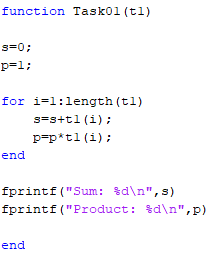 function Task01(t1)
s=0;
p=1;
for i=1:length(t1)
s=s+t1(i);
p=p*t1(i);
end
fprintf("Sum: %d\n",s)
fprintf("Product: %d\n",p)
end